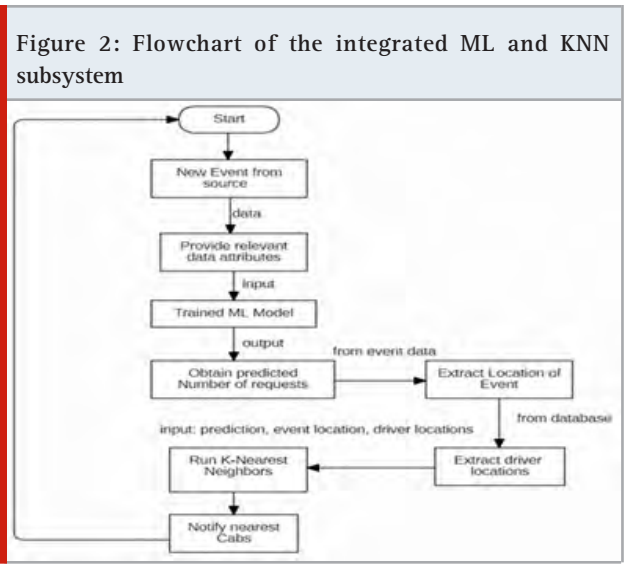 Figure 2: Flowchart of the integrated ML and KNN
subsystem
Start
New Event from
source
data
Provide relevant
data attributes
input
Trained ML Model
output
Obtain predicted
Number of requests
from event data
Extract Location of
Event
from database
Extract driver
locations
input: prediction, event location, driver locations
Run K-Nearest
Neighbors
Notify nearest
Cabs